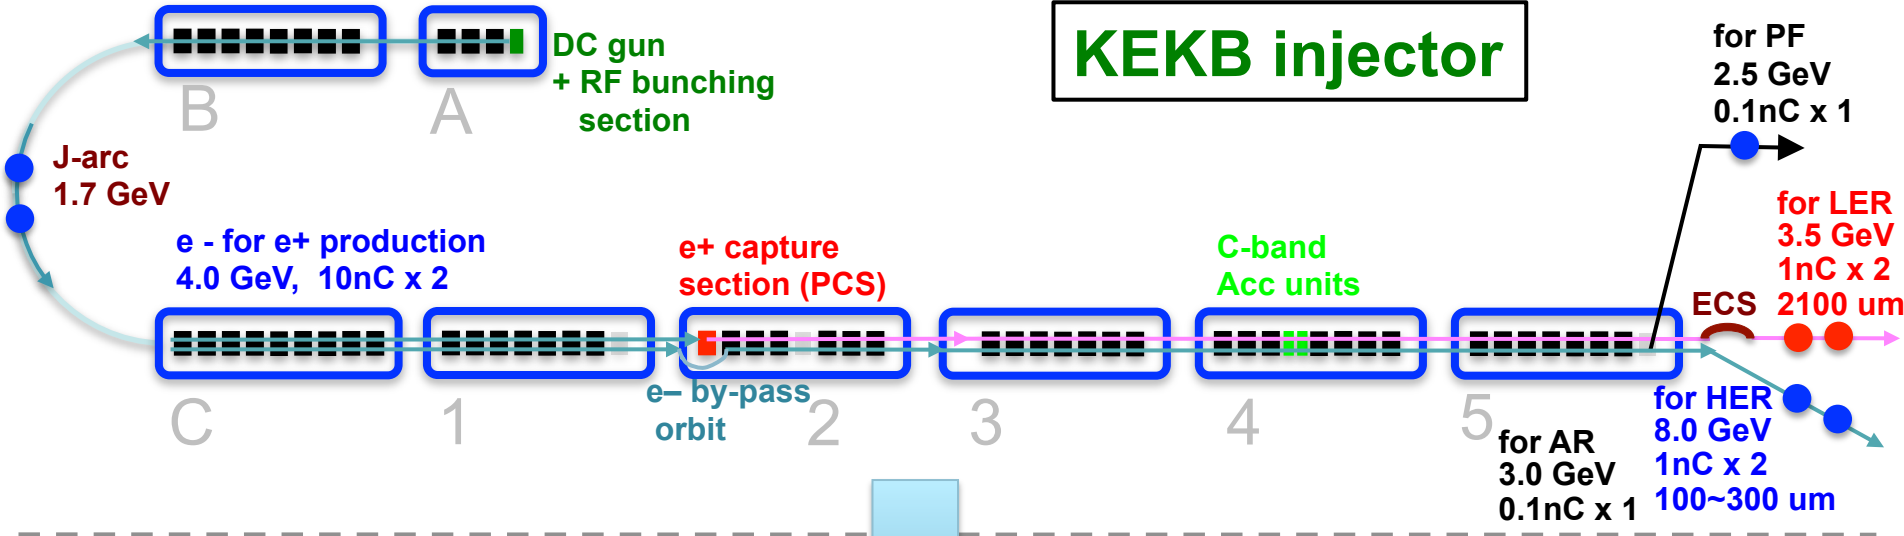 KEKB injector
DC gun
+ RF bunching
section
B
A
for PF
2.5 GeV
0.1nC x 1
J-arc
1.7 GeV
e - for e+ production
4.0 GeV, 10nC x 2
e+ capture
section (PCS)
C-band
Acc units
for LER
3.5 GeV
1nC x 2
2100 um
ECS
e– by-pass
orbit
C
1
2
3
4
5
for AR
3.0 GeV
0.1nC x 1
for HER
8.0 GeV
1nC x 2
100~300 um